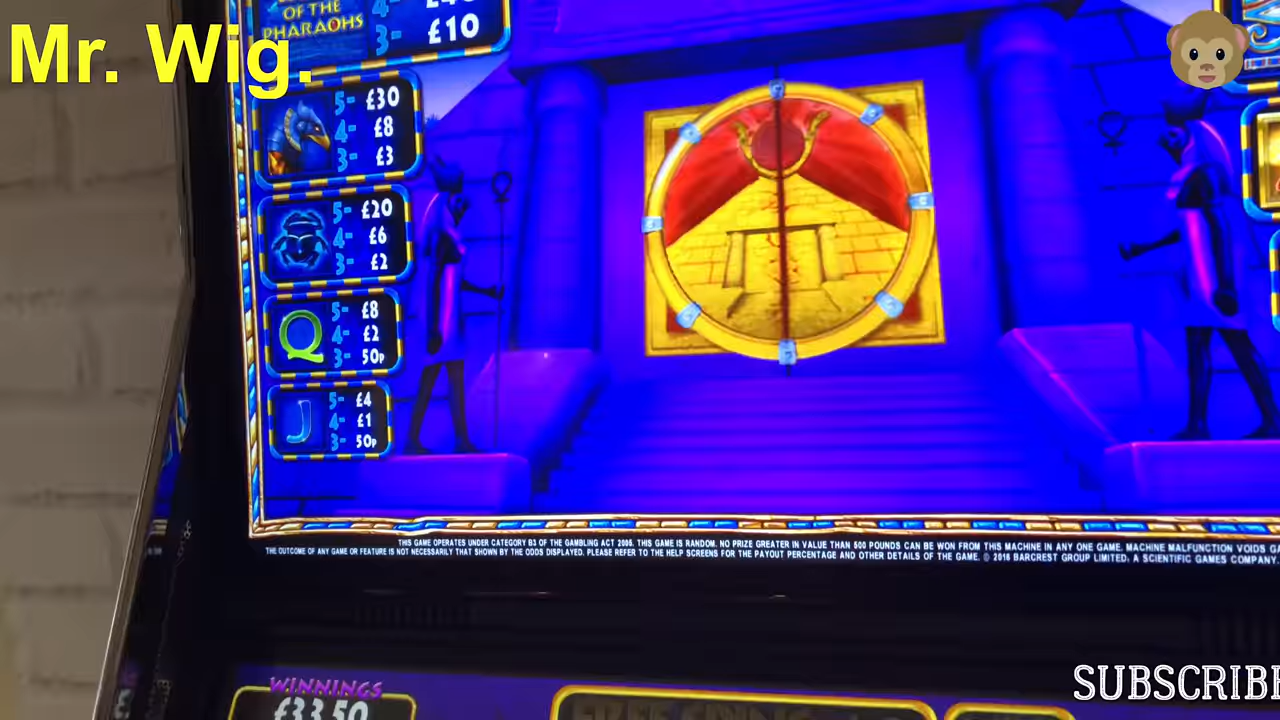 Mr. Wig.
OF THE
PHARAOHS
4-
3- £10
5- £30
4- £8
3- £3
5- £20
4- £6
3- £2
Q
5- £8
4- £2
3- 50p
J
5- £4
4- £1
3- 50p
THIS GAME OPERATES UNDER CATEGORY B3 OF THE GAMBLING ACT 2005. THIS GAME IS RANDOM. NO PRIZE GREATER IN VALUE THAN 500 POUNDS CAN BE WON FROM THIS MACHINE IN ANY ONE GAME. MACHINE MALFUNCTION VOIDS
THE OUTCOME OF ANY GAME OR FEATURE IS NOT NECESSARILY THAT SHOWN BY THE ODDS DISPLAYED. PLEASE REFER TO THE HELP SCREENS FOR THE PAYOUT PERCENTAGE AND OTHER DETAILS OF THE GAME. © 2016 BARCREST GROUP LIMITED, A SCIENTIFIC GAMES COMPANY.
SUBSCRIBE
WINNINGS
£33.50
FREE SPINS